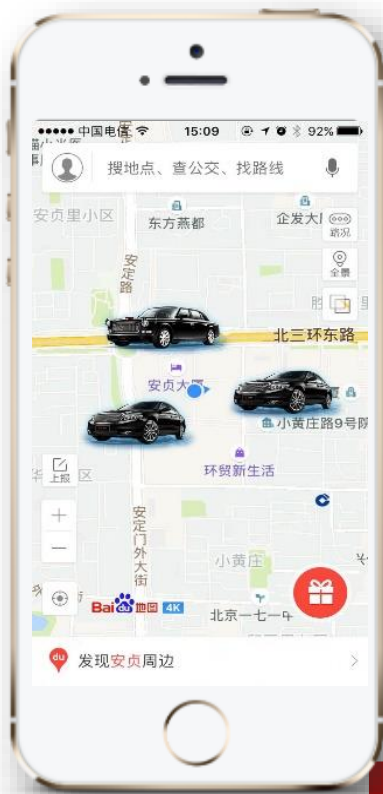 ●●●●● 中国电信 15:09 92%
搜地点、查公交、找路线
安贞里小区
东方燕都
企发大
路况
全景
安定路
北三环东路
安贞大厦
小黄庄路9号院
环贸新生活
上报
安定门外大街
小黄庄
Bai du 地图 4K
北京一七一中
du 发现安贞周边